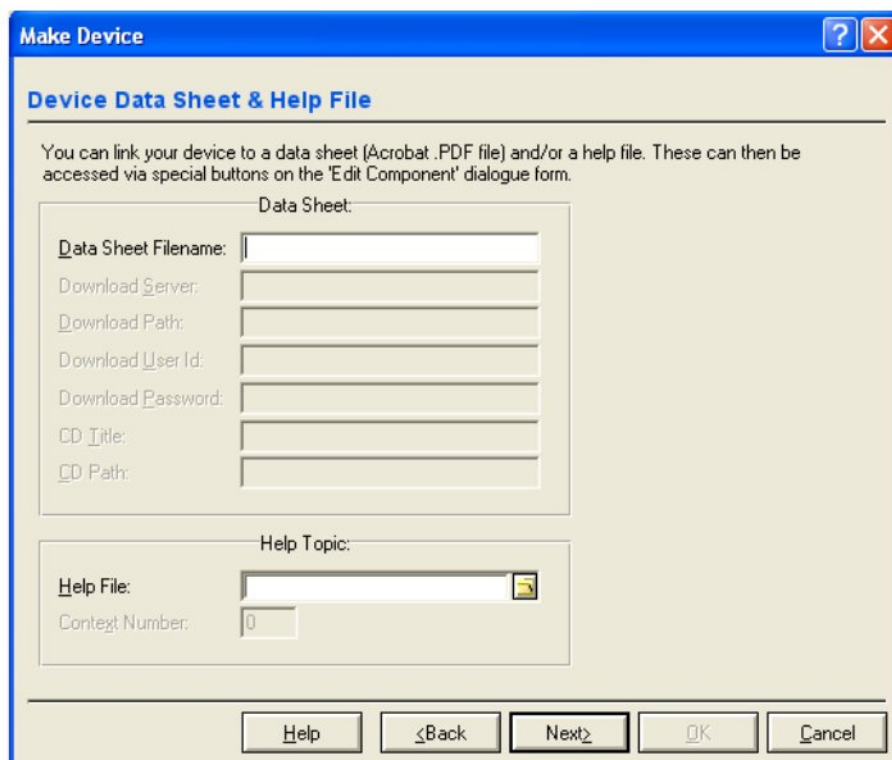 Make Device
Device Data Sheet & Help File
You can link your device to a data sheet (Acrobat .PDF file) and/or a help file. These can then be
accessed via special buttons on the 'Edit Component' dialogue form.
Data Sheet:
Data Sheet Filename:
Download Server:
Download Path:
Download User Id:
Download Password:
CD Title:
CD Path:
Help Topic:
Help File:
Context Number: 0
Help <Back Next> OK Cancel